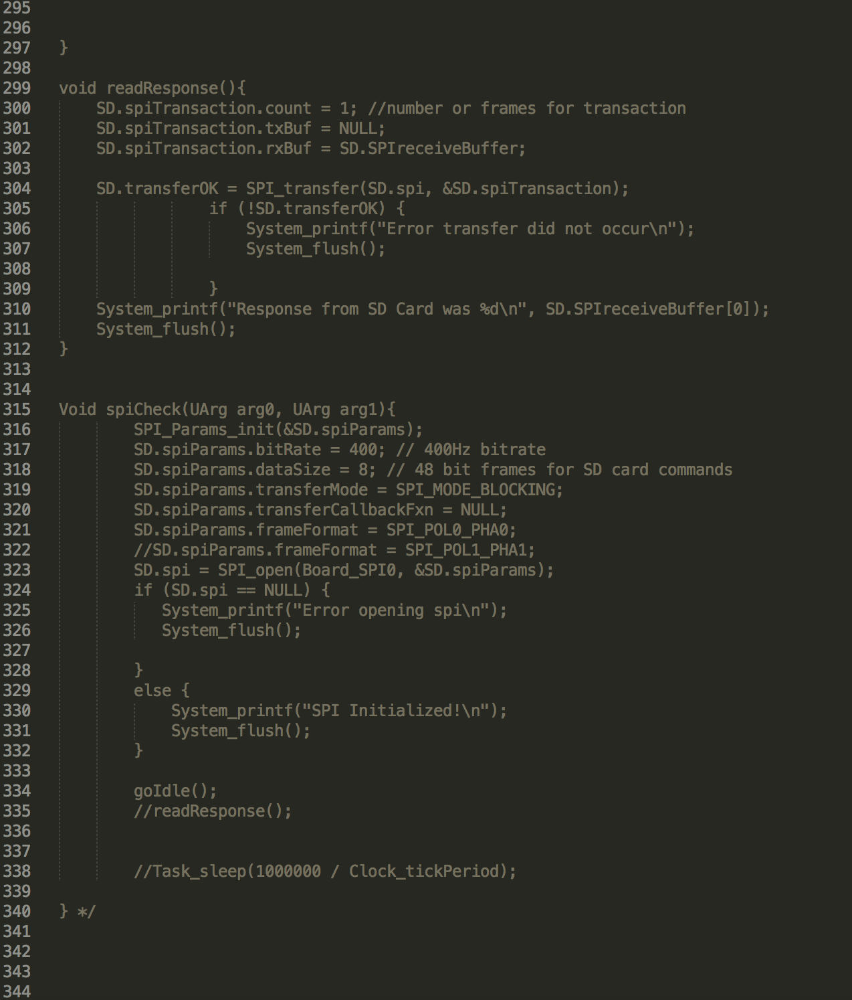 295
296
297 }
298
299 void readResponse(){
300 SD.spiTransaction.count = 1; //number or frames for transaction
301 SD.spiTransaction.txBuf = NULL;
302 SD.spiTransaction.rxBuf = SD.SPIreceiveBuffer;
303
304 SD.transferOK = SPI_transfer(SD.spi, &SD.spiTransaction);
305 if (!SD.transferOK) {
306 System_printf("Error transfer did not occur\n");
307 System_flush();
308
309 }
310 System_printf("Response from SD Card was %d\n", SD.SPIreceiveBuffer[0]);
311 System_flush();
312 }
313
314
315 Void spiCheck(UArg arg0, UArg arg1){
316 SPI_Params_init(&SD.spiParams);
317 SD.spiParams.bitRate = 400; // 400Hz bitrate
318 SD.spiParams.dataSize = 8; // 48 bit frames for SD card commands
319 SD.spiParams.transferMode = SPI_MODE_BLOCKING;
320 SD.spiParams.transferCallbackFxn = NULL;
321 SD.spiParams.frameFormat = SPI_POL0_PHA0;
322 //SD.spiParams.frameFormat = SPI_POL1_PHA1;
323 SD.spi = SPI_open(Board_SPI0, &SD.spiParams);
324 if (SD.spi == NULL) {
325 System_printf("Error opening spi\n");
326 System_flush();
327
328 }
329 else {
330 System_printf("SPI Initialized!\n");
331 System_flush();
332 }
333
334 goIdle();
335 //readResponse();
336
337
338 //Task_sleep(1000000 / Clock_tickPeriod);
339
340 } */
341
342
343
344